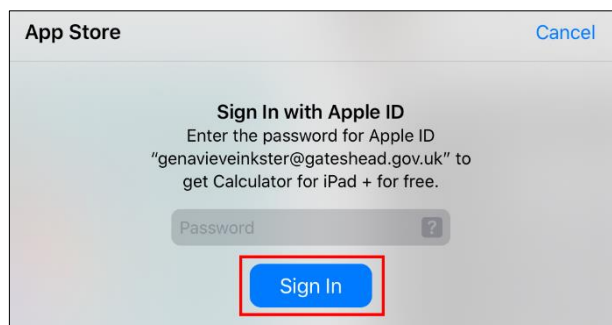 App Store
Cancel
Sign In with Apple ID
Enter the password for Apple ID
“genavieveinkster@gateshead.gov.uk” to
get Calculator for iPad + for free.
Password
?
Sign In